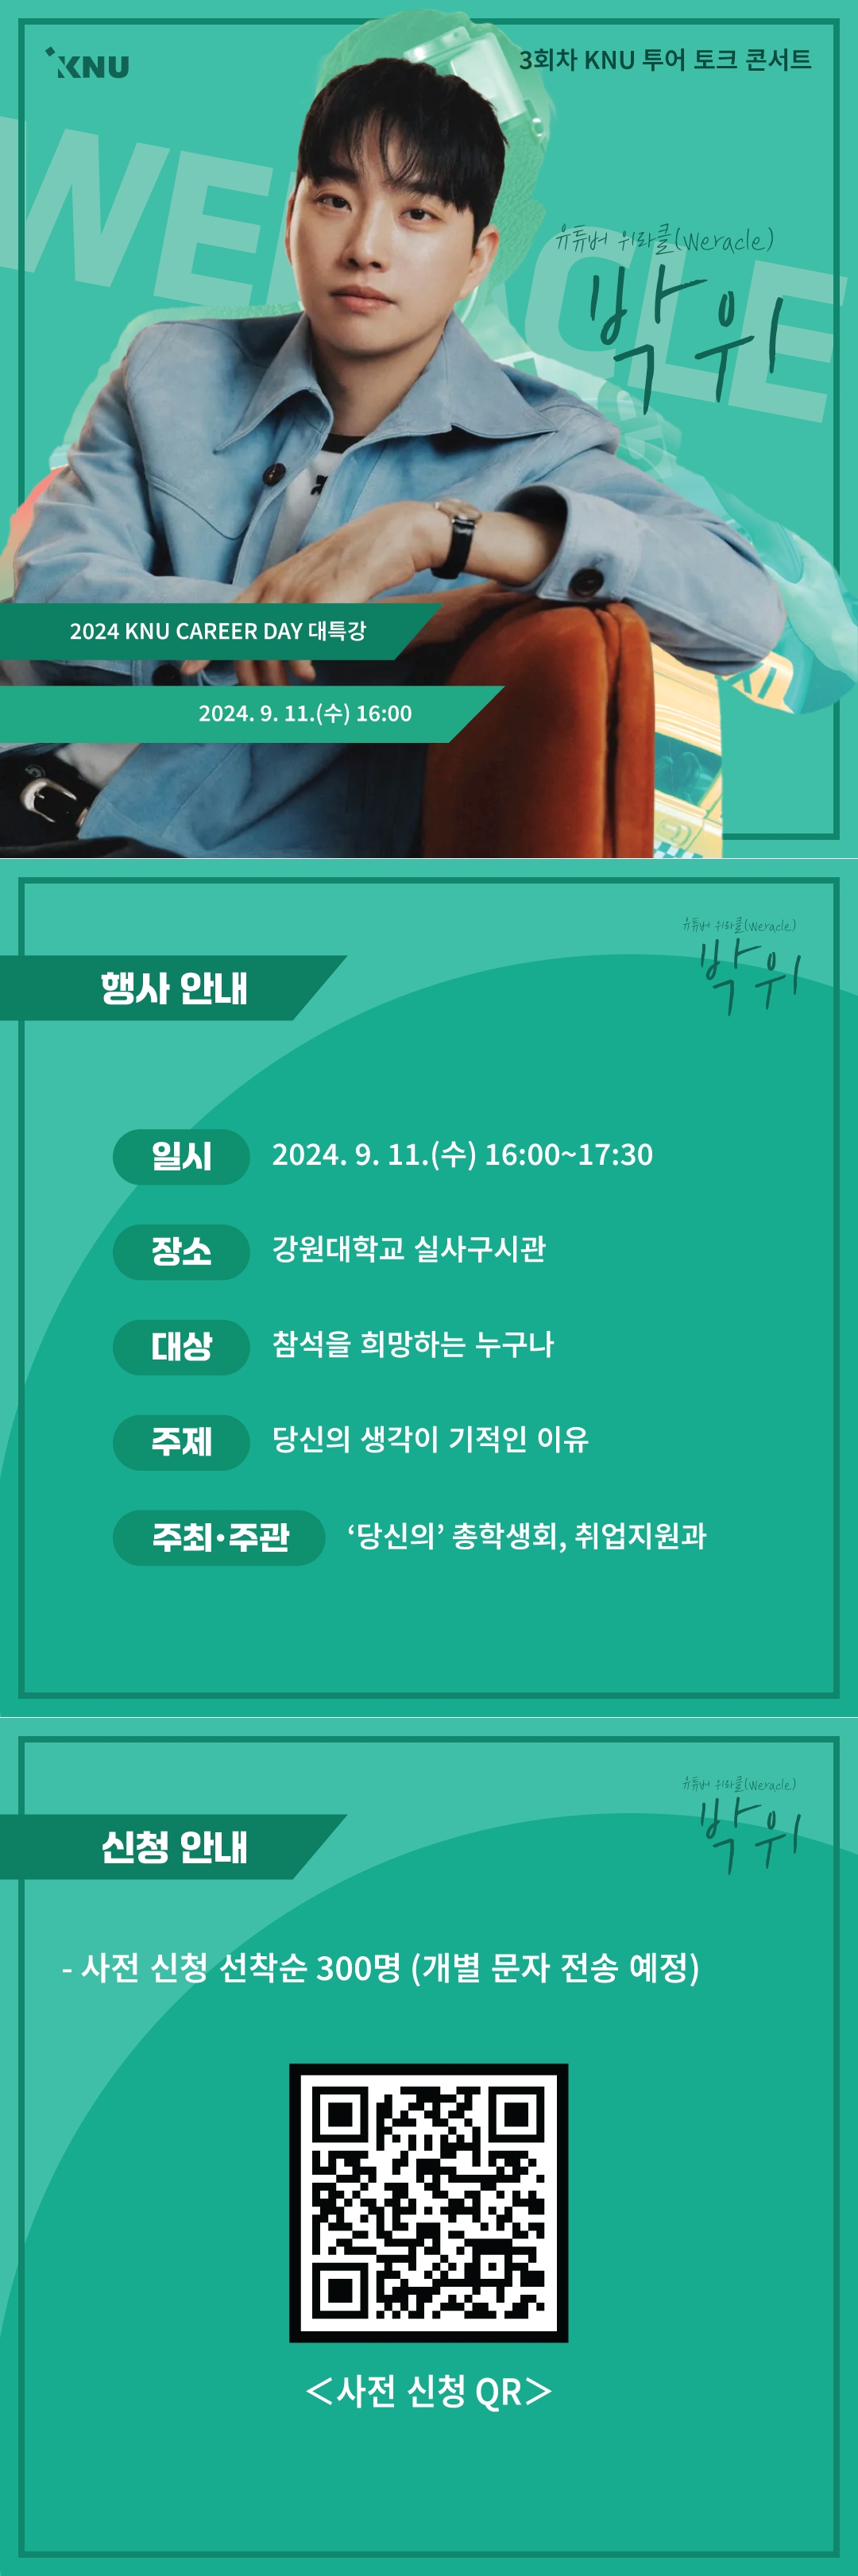 KNU
3회차 KNU 투어 토크 콘서트
WERACLE
유튜버 위라클(Weracle)
박위
2024 KNU CAREER DAY 대특강
2024. 9. 11.(수) 16:00
유튜버 위라클(Weracle)
박위
행사 안내
일시 2024. 9. 11.(수) 16:00~17:30
장소 강원대학교 실사구시관
대상 참석을 희망하는 누구나
주제 당신의 생각이 기적인 이유
주최·주관 ‘당신의’ 총학생회, 취업지원과
유튜버 위라클(Weracle)
박위
신청 안내
- 사전 신청 선착순 300명 (개별 문자 전송 예정)
<사전 신청 QR>